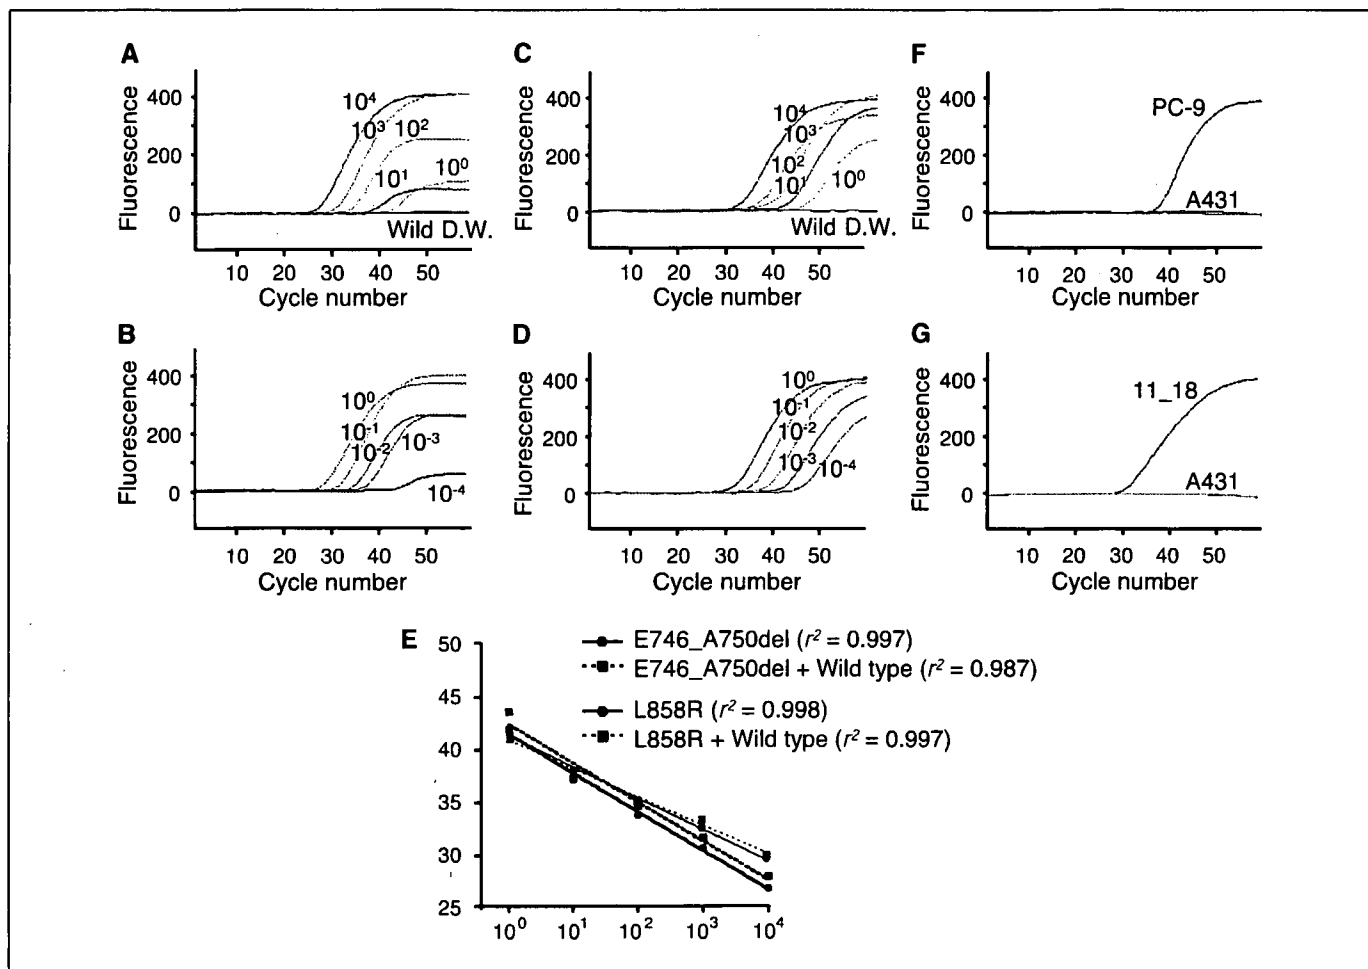 A
Fluorescence
400
200
0
10⁴
10³
10²
10¹
10⁰
Wild D.W.
10 20 30 40 50
Cycle number
C
Fluorescence
400
200
0
10⁴
10³
10²
10¹
10⁰
Wild D.W.
10 20 30 40 50
Cycle number
F
Fluorescence
400
200
0
PC-9
A431
10 20 30 40 50
Cycle number
B
Fluorescence
400
200
0
10⁰
10⁻¹
10⁻²
10⁻³
10⁻⁴
10 20 30 40 50
Cycle number
D
Fluorescence
400
200
0
10⁰
10⁻¹
10⁻²
10⁻³
10⁻⁴
10 20 30 40 50
Cycle number
G
Fluorescence
400
200
0
11_18
A431
10 20 30 40 50
Cycle number
E
50
45
40
35
30
25
10⁰ 10¹ 10² 10³ 10⁴
E746_A750del (r² = 0.997)
E746_A750del + Wild type (r² = 0.987)
L858R (r² = 0.998)
L858R + Wild type (r² = 0.997)